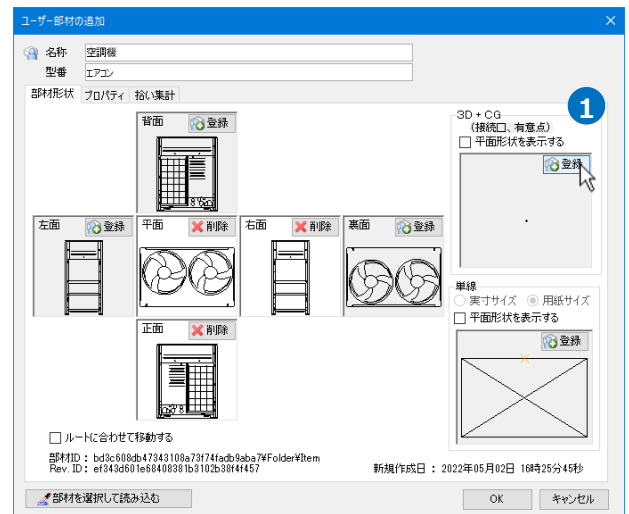 ユーザー部材の追加
名称 空調機
型番 エアコン
部材形状 プロパティ 拾い集計
背面 登録
3D + CG
(接続口、有意点)
平面形状を表示する
登録
1
左面 登録 平面 削除 右面 削除 裏面 登録
正面 削除
単線
実寸サイズ 用紙サイズ
平面形状を表示する
登録
ルートに合わせて移動する
部材ID : bd3c608db47343108a73f74fadb9aba7¥Folder¥Item
Rev. ID : ef343d601e68408381b3102b38f4f457
新規作成日 : 2022年05月02日 16時25分45秒
部材を選択して読み込む OK キャンセル